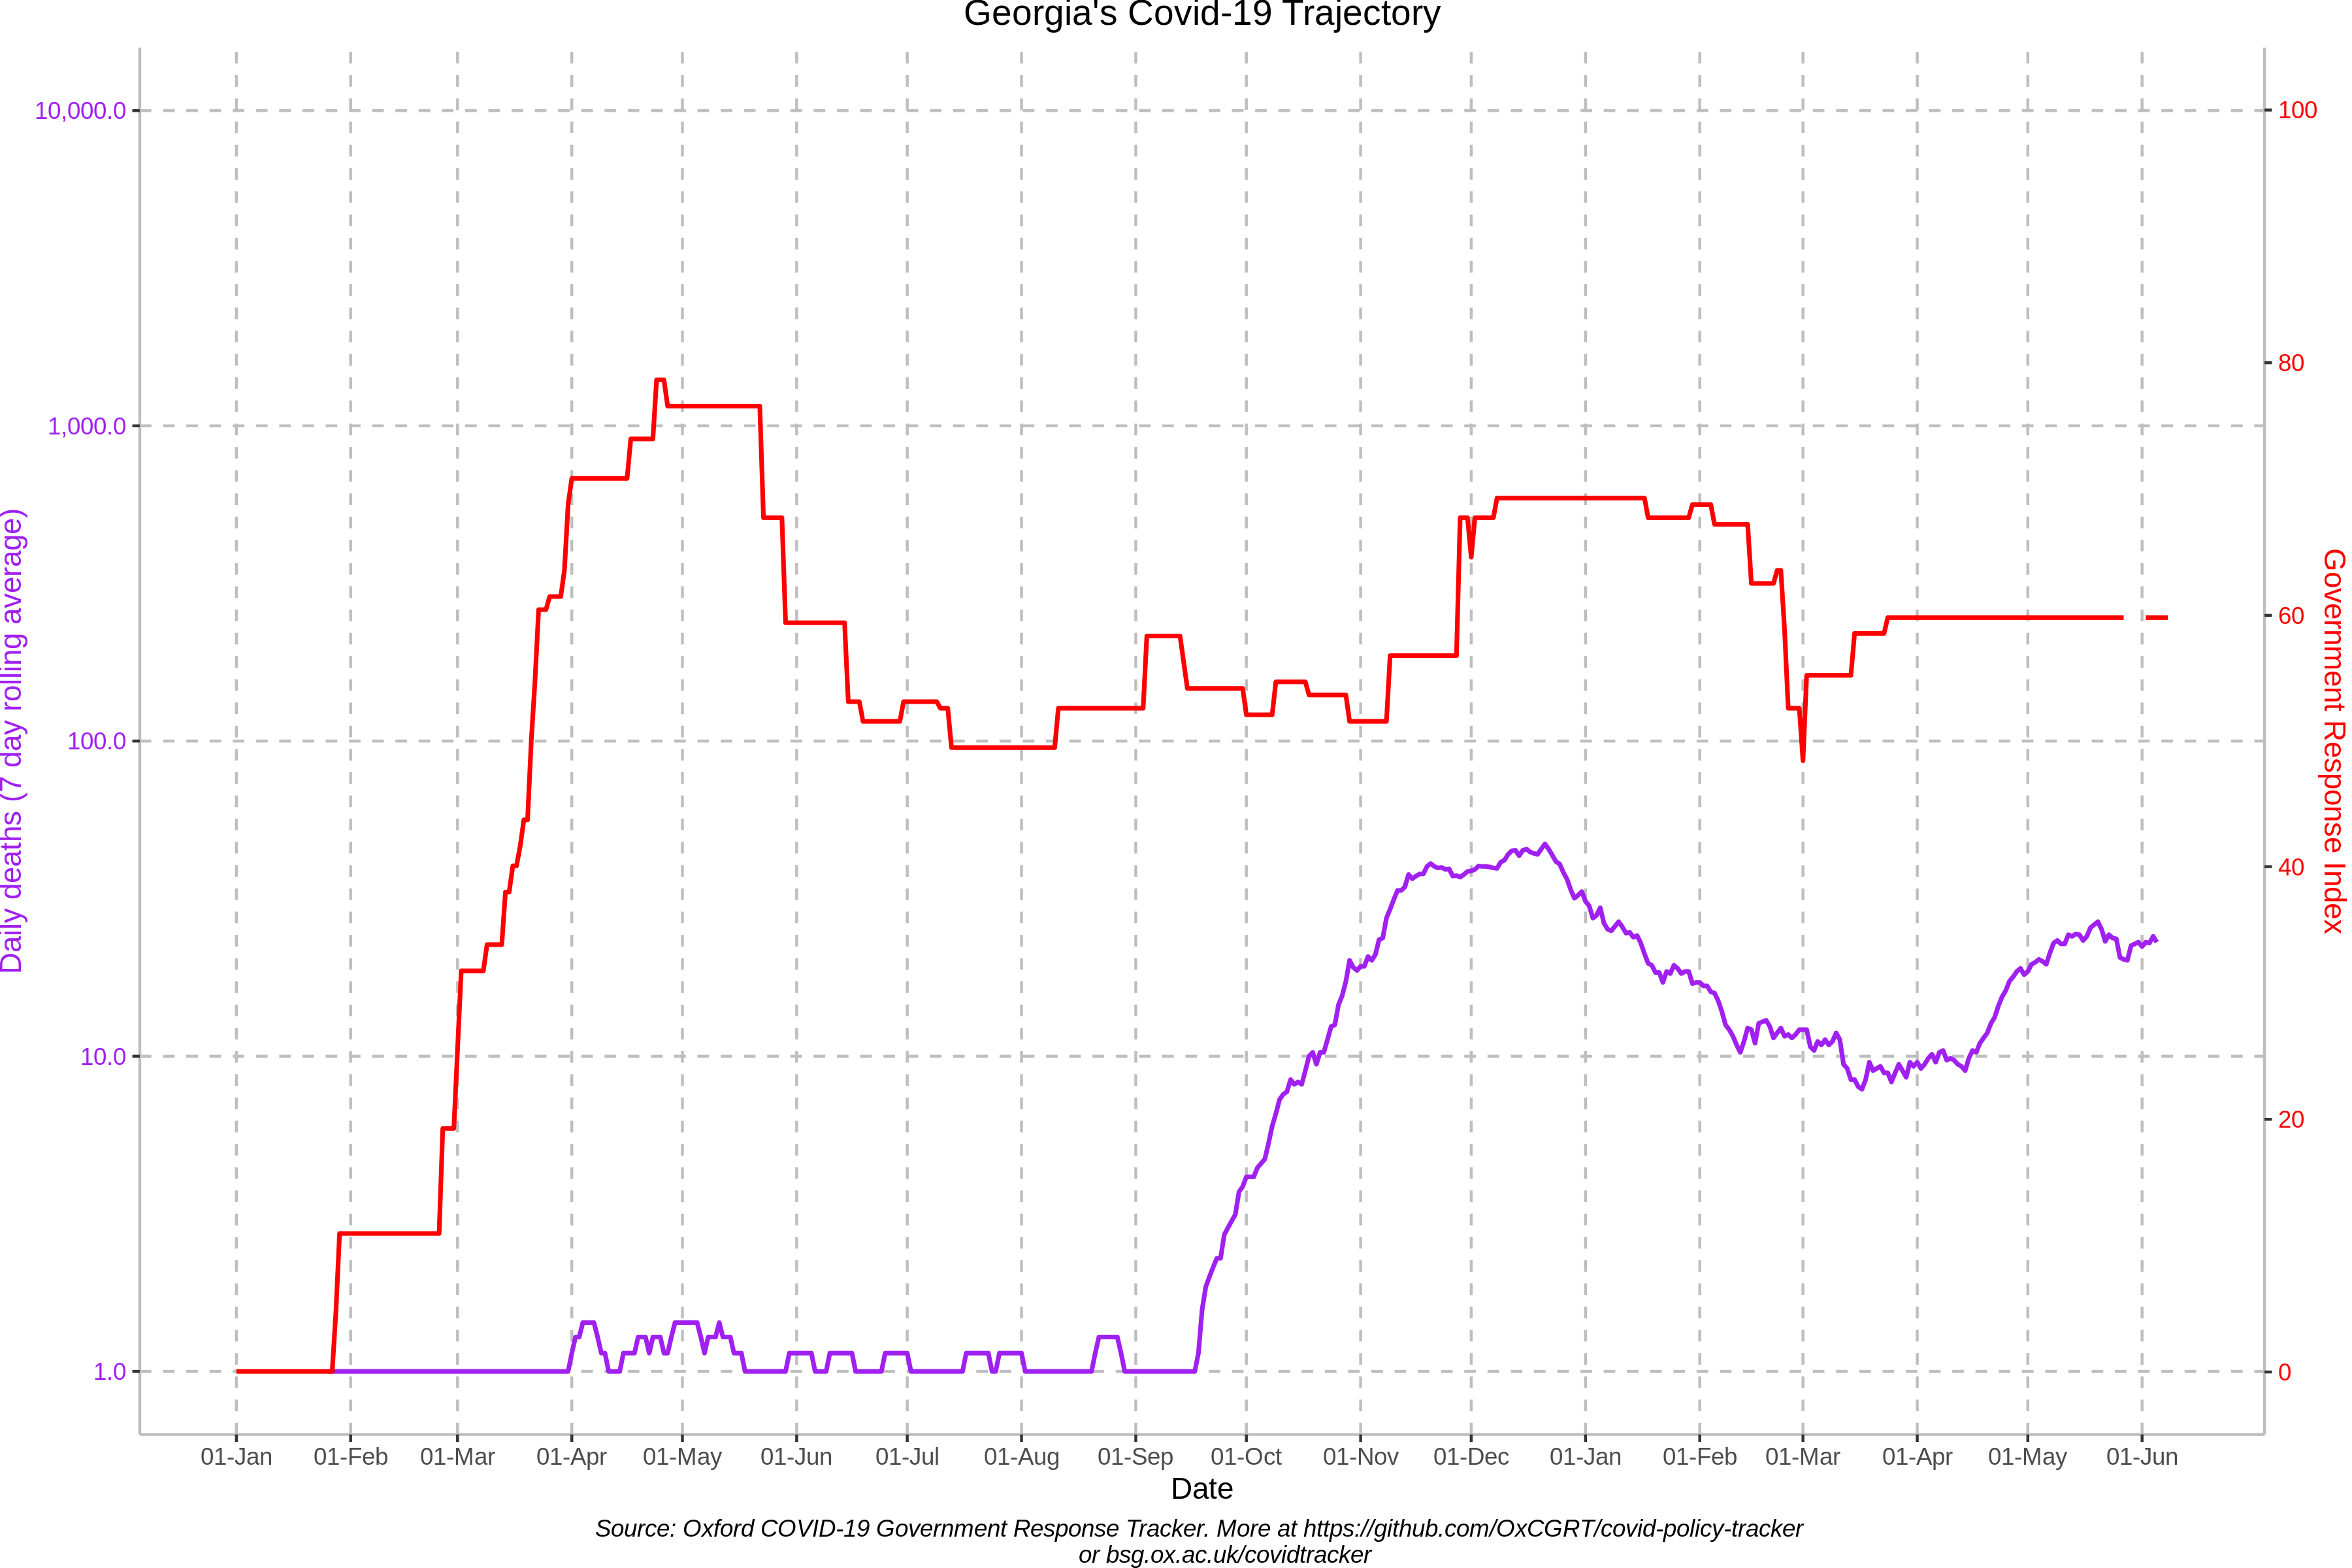 Georgia's Covid-19 Trajectory
10,000.0
1,000.0
100.0
10.0
1.0
Daily deaths (7 day rolling average)
100
80
60
40
20
0
Government Response Index
01-Jan 01-Feb 01-Mar 01-Apr 01-May 01-Jun 01-Jul 01-Aug 01-Sep 01-Oct 01-Nov 01-Dec 01-Jan 01-Feb 01-Mar 01-Apr 01-May 01-Jun
Date
Source: Oxford COVID-19 Government Response Tracker. More at https://github.com/OxCGRT/covid-policy-tracker
or bsg.ox.ac.uk/covidtracker